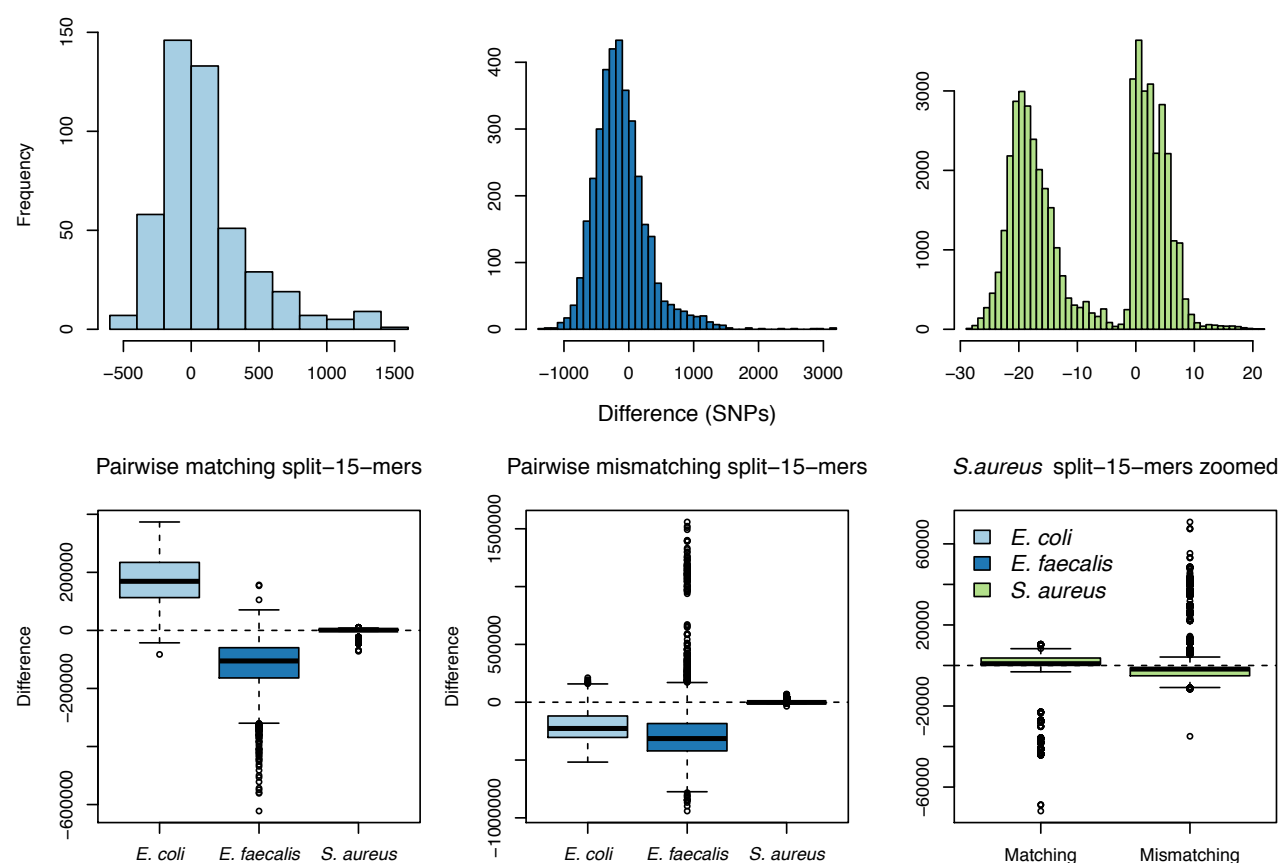 Frequency
150
100
50
0
−500 0 500 1000 1500
400
300
200
100
0
−1000 0 1000 2000 3000
3000
2000
1000
0
−30 −20 −10 0 10 20
Difference (SNPs)
Pairwise matching split−15−mers
Difference
200000
0
−200000
−600000
E. coli E. faecalis S. aureus
Pairwise mismatching split−15−mers
Difference
1500000
500000
0
−1000000
E. coli E. faecalis S. aureus
S.aureus split−15−mers zoomed
60000
20000
−20000
−60000
E. coli
E. faecalis
S. aureus
Matching Mismatching